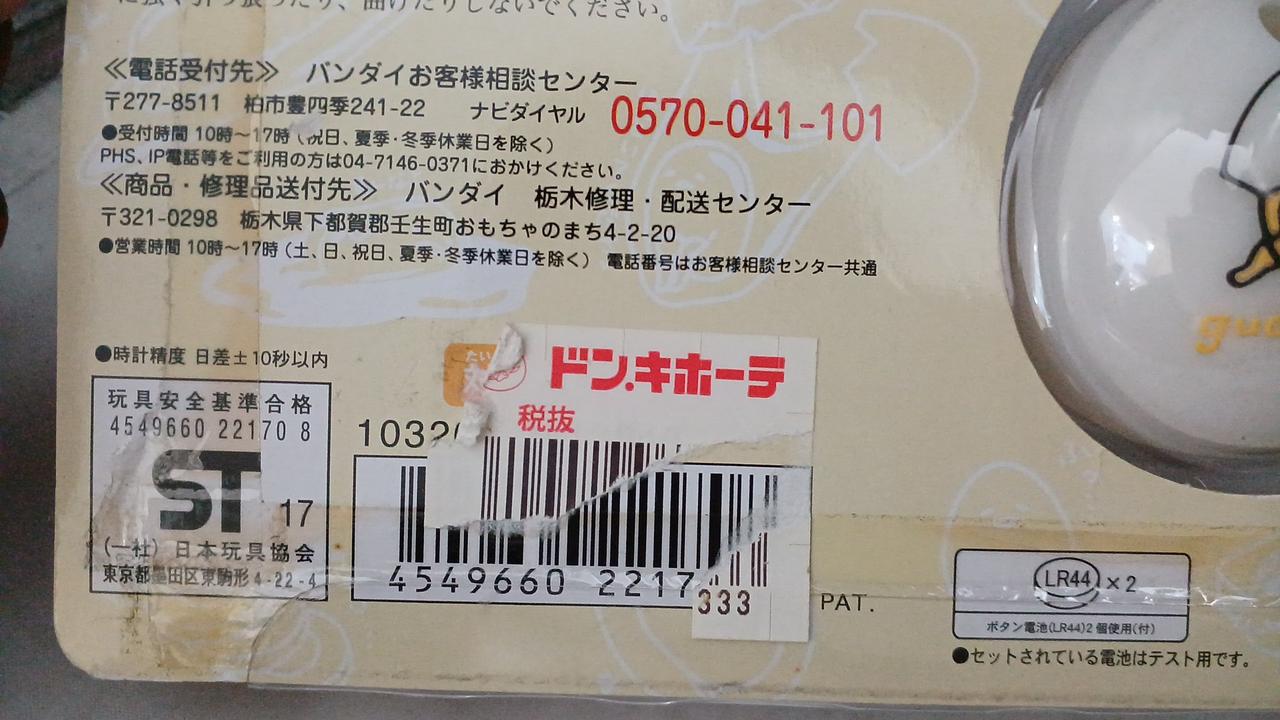 に強く引っ張ったり、曲げたりしないでください。
≪電話受付先≫ バンダイお客様相談センター
〒277-8511 柏市豊四季241-22 ナビダイヤル 0570-041-101
●受付時間 10時〜17時(祝日、夏季・冬季休業日を除く)
PHS、IP電話等をご利用の方は04-7146-0371におかけください。
≪商品・修理品送付先≫ バンダイ 栃木修理・配送センター
〒321-0298 栃木県下都賀郡壬生町おもちゃのまち4-2-20
●営業時間 10時〜17時(土、日、祝日、夏季・冬季休業日を除く) 電話番号はお客様相談センター共通
●時計精度 日差±10秒以内
玩具安全基準合格
4549660 22170 8
ST 17
(一社)日本玩具協会
東京都墨田区東駒形4-22-4
たい
ドン.キホーテ
税抜
1032
4549660 2217
333
PAT.
LR44×2
ボタン電池(LR44)2個使用(付)
●セットされている電池はテスト用です。